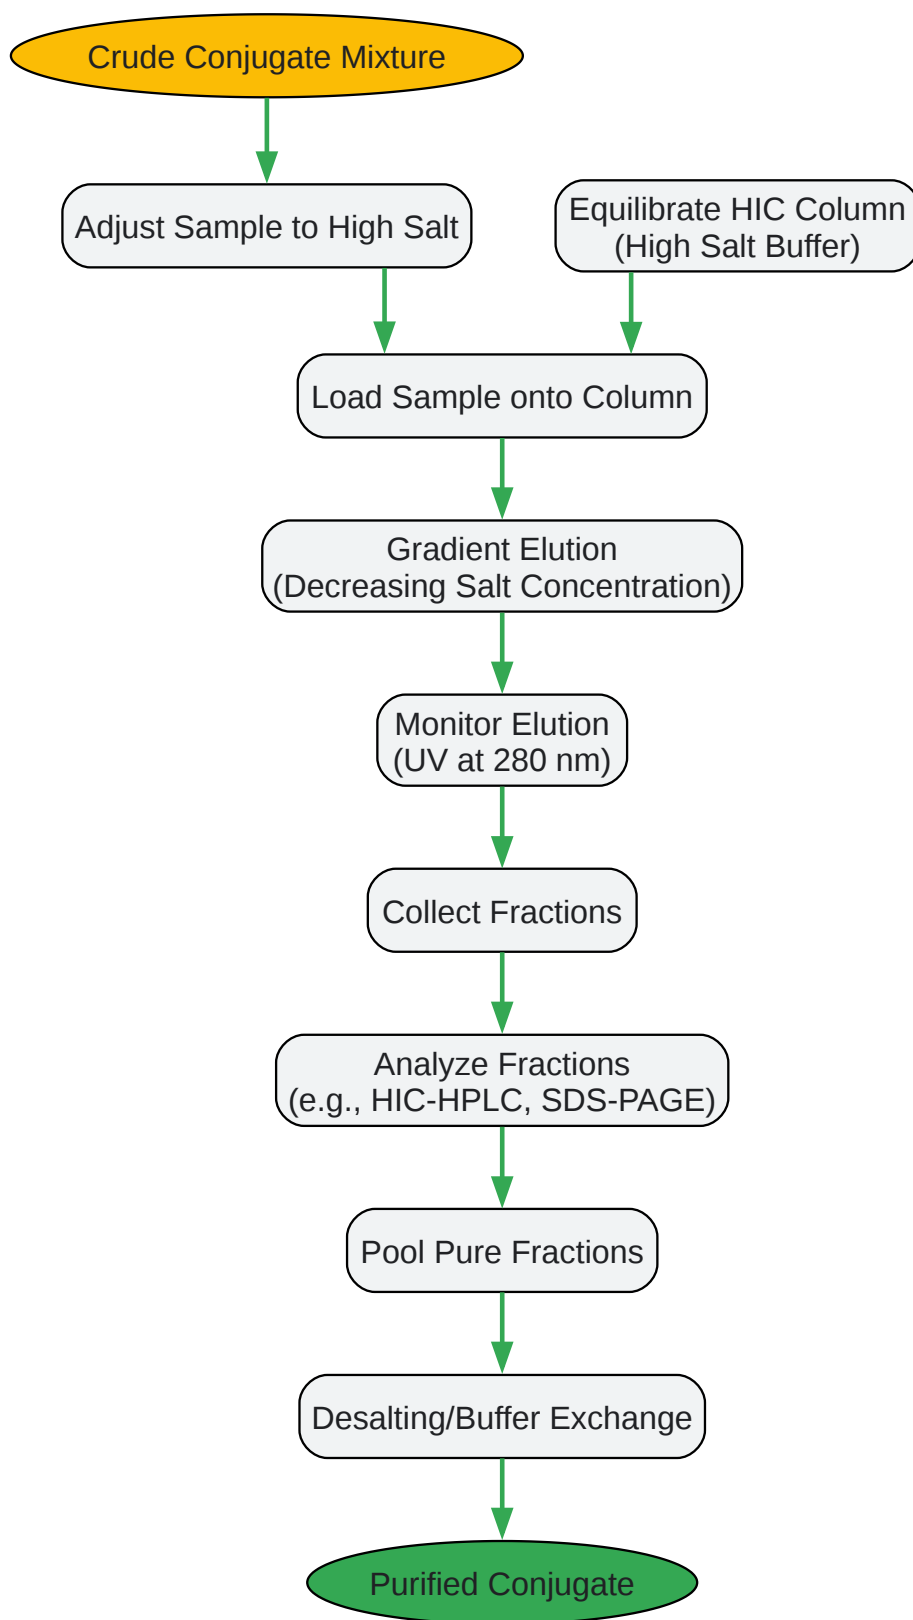 Crude Conjugate Mixture
Adjust Sample to High Salt
Equilibrate HIC Column
(High Salt Buffer)
Load Sample onto Column
Gradient Elution
(Decreasing Salt Concentration)
Monitor Elution
(UV at 280 nm)
Collect Fractions
Analyze Fractions
(e.g., HIC-HPLC, SDS-PAGE)
Pool Pure Fractions
Desalting/Buffer Exchange
Purified Conjugate